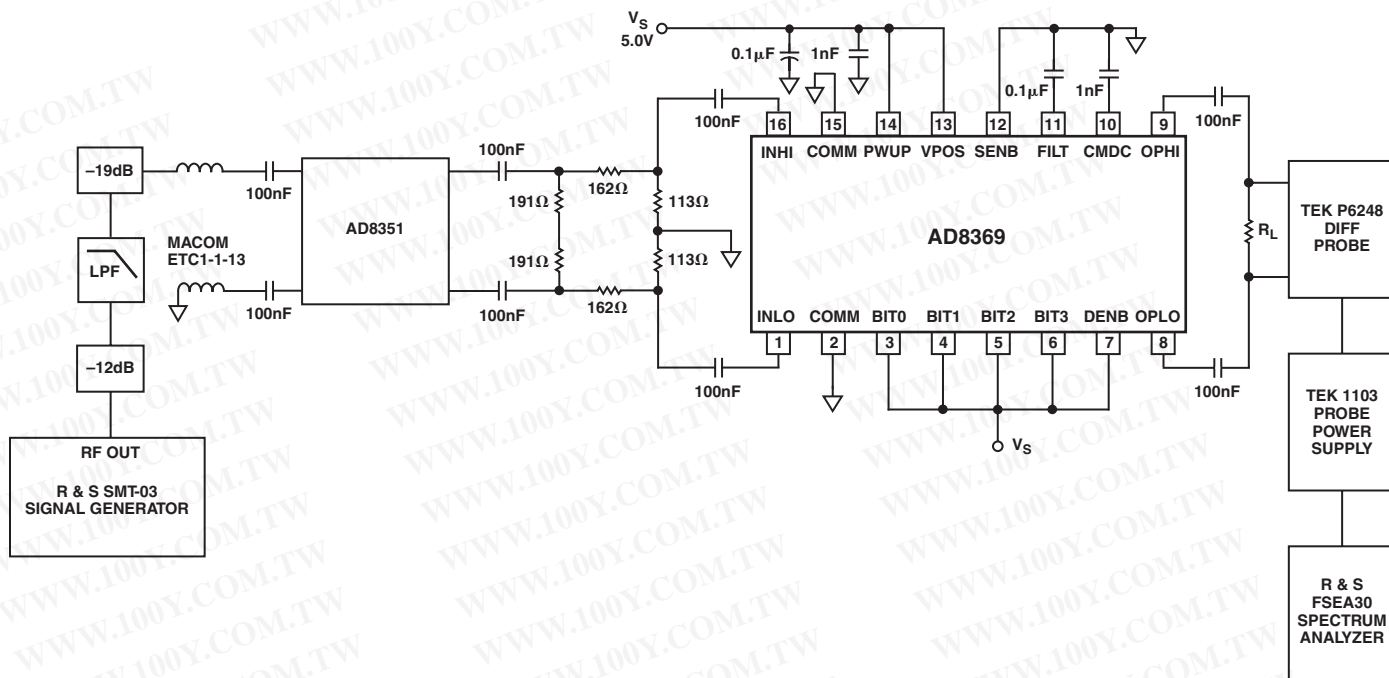 VS
5.0V
0.1μF
1nF
0.1μF
1nF
100nF
16
15
14
13
12
11
10
9
100nF
INHI
COMM
PWUP
VPOS
SENB
FILT
CMDC
OPHI
–19dB
100nF
100nF
162Ω
191Ω
113Ω
AD8351
AD8369
RL
TEK P6248
DIFF
PROBE
MACOM
ETC1-1-13
LPF
191Ω
113Ω
100nF
100nF
162Ω
INLO
COMM
BIT0
BIT1
BIT2
BIT3
DENB
OPLO
1
2
3
4
5
6
7
8
–12dB
100nF
100nF
VS
TEK 1103
PROBE
POWER
SUPPLY
RF OUT
R & S SMT-03
SIGNAL GENERATOR
R & S
FSEA30
SPECTRUM
ANALYZER
WWW.100Y.COM.TW